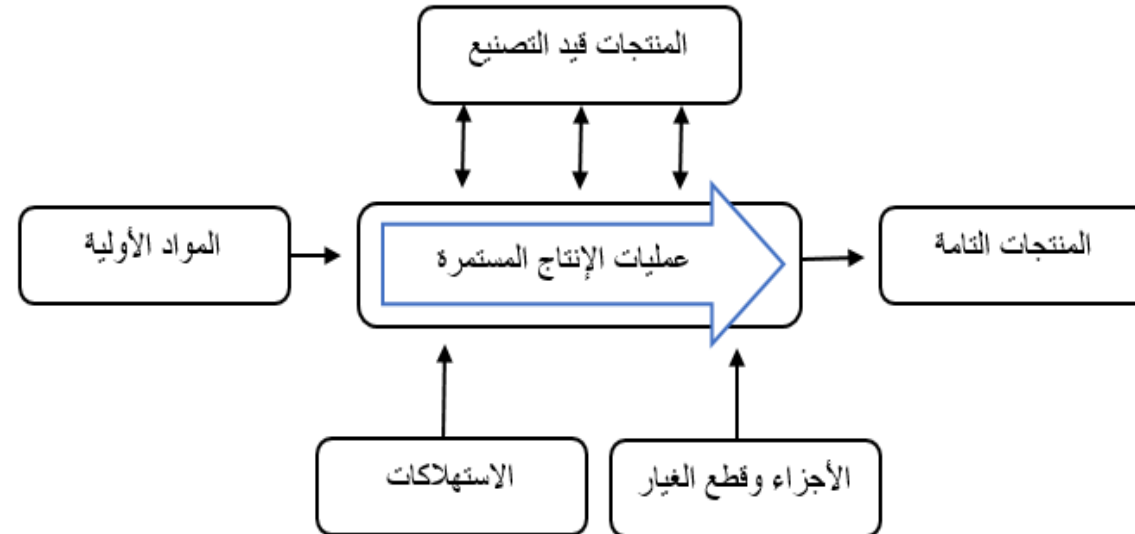 المنتجات قيد التصنيع
المواد الأولية
عمليات الإنتاج المستمرة
المنتجات التامة
الاستهلاكات
الأجزاء وقطع الغيار